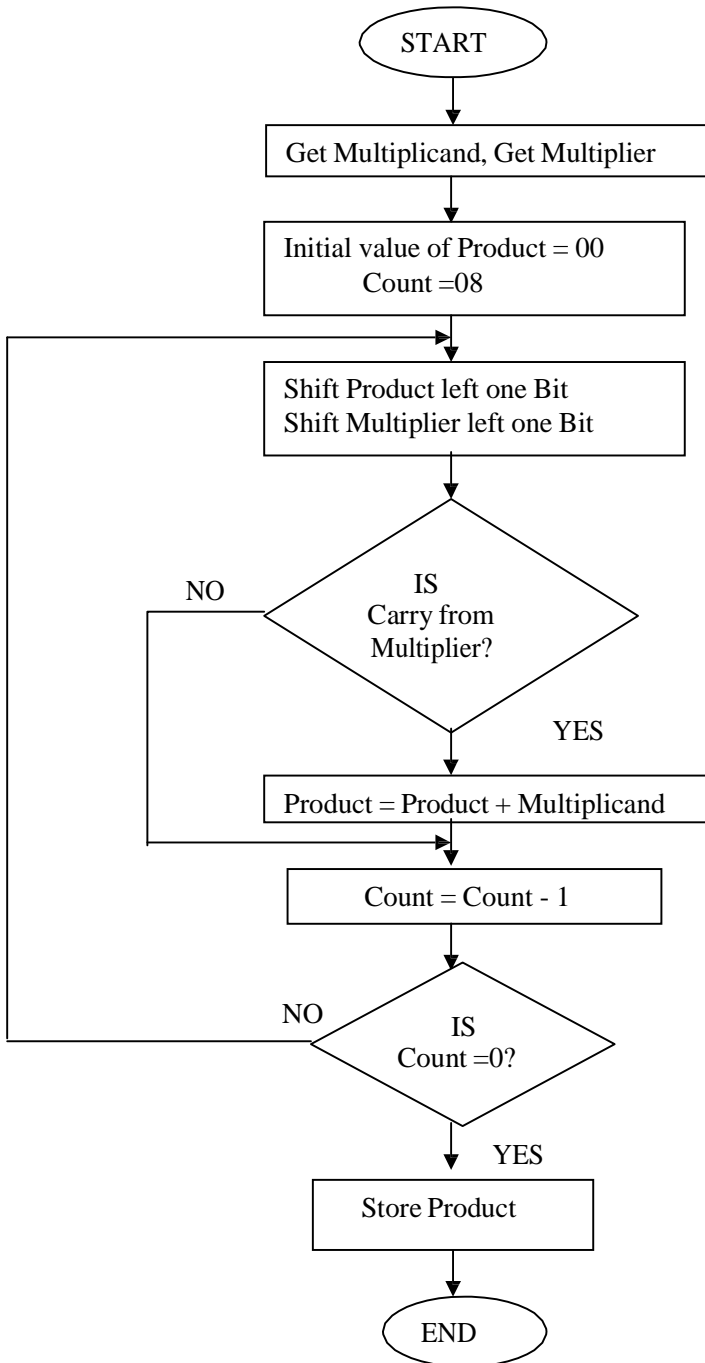 START
Get Multiplicand, Get Multiplier
Initial value of Product = 00
Count =08
Shift Product left one Bit
Shift Multiplier left one Bit
NO
IS
Carry from
Multiplier?
YES
Product = Product + Multiplicand
Count = Count - 1
NO
IS
Count =0?
YES
Store Product
END